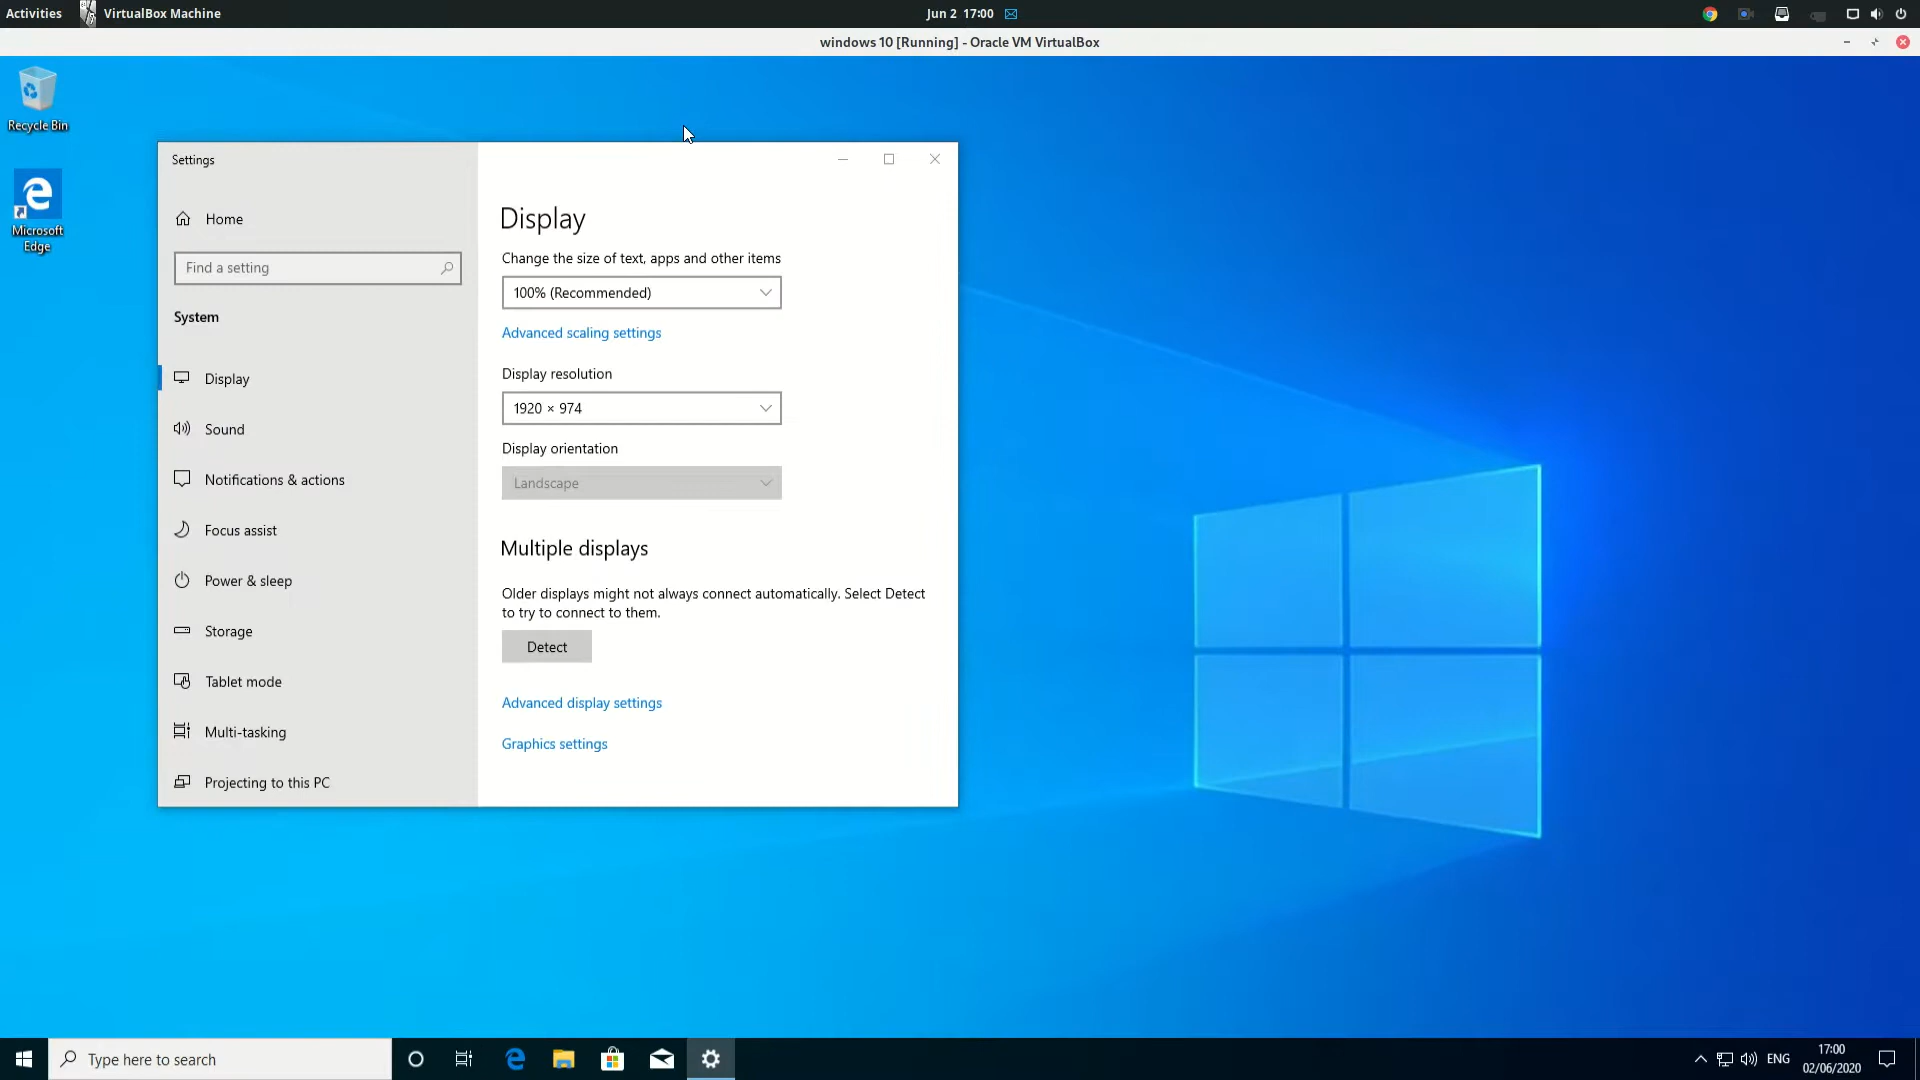 Activities
VirtualBox Machine
Jun 2 17:00
windows 10 [Running] - Oracle VM VirtualBox
Recycle Bin
Microsoft
Edge
Settings
Home
Find a setting
System
Display
Sound
Notifications & actions
Focus assist
Power & sleep
Storage
Tablet mode
Multi-tasking
Projecting to this PC
Display
Change the size of text, apps and other items
100% (Recommended)
Advanced scaling settings
Display resolution
1920 × 974
Display orientation
Landscape
Multiple displays
Older displays might not always connect automatically. Select Detect
to try to connect to them.
Detect
Advanced display settings
Graphics settings
Type here to search
ENG
17:00
02/06/2020